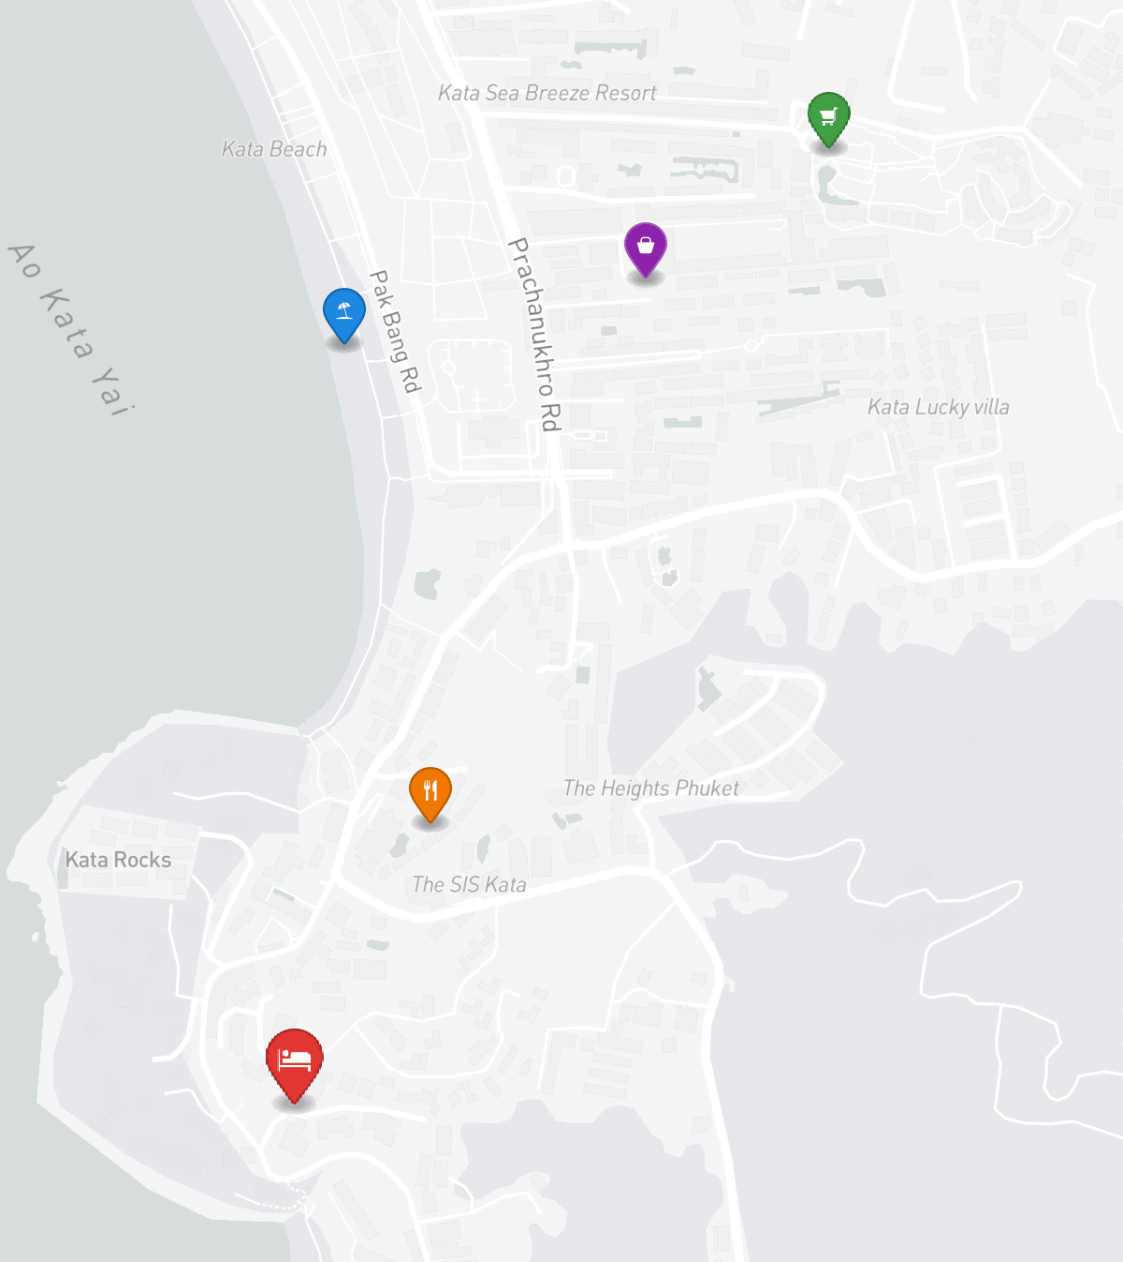 Kata Sea Breeze Resort
Kata Beach
Ao Kata Yai
Pak Bang Rd
Prachanukhro Rd
Kata Lucky villa
The Heights Phuket
Kata Rocks
The SIS Kata